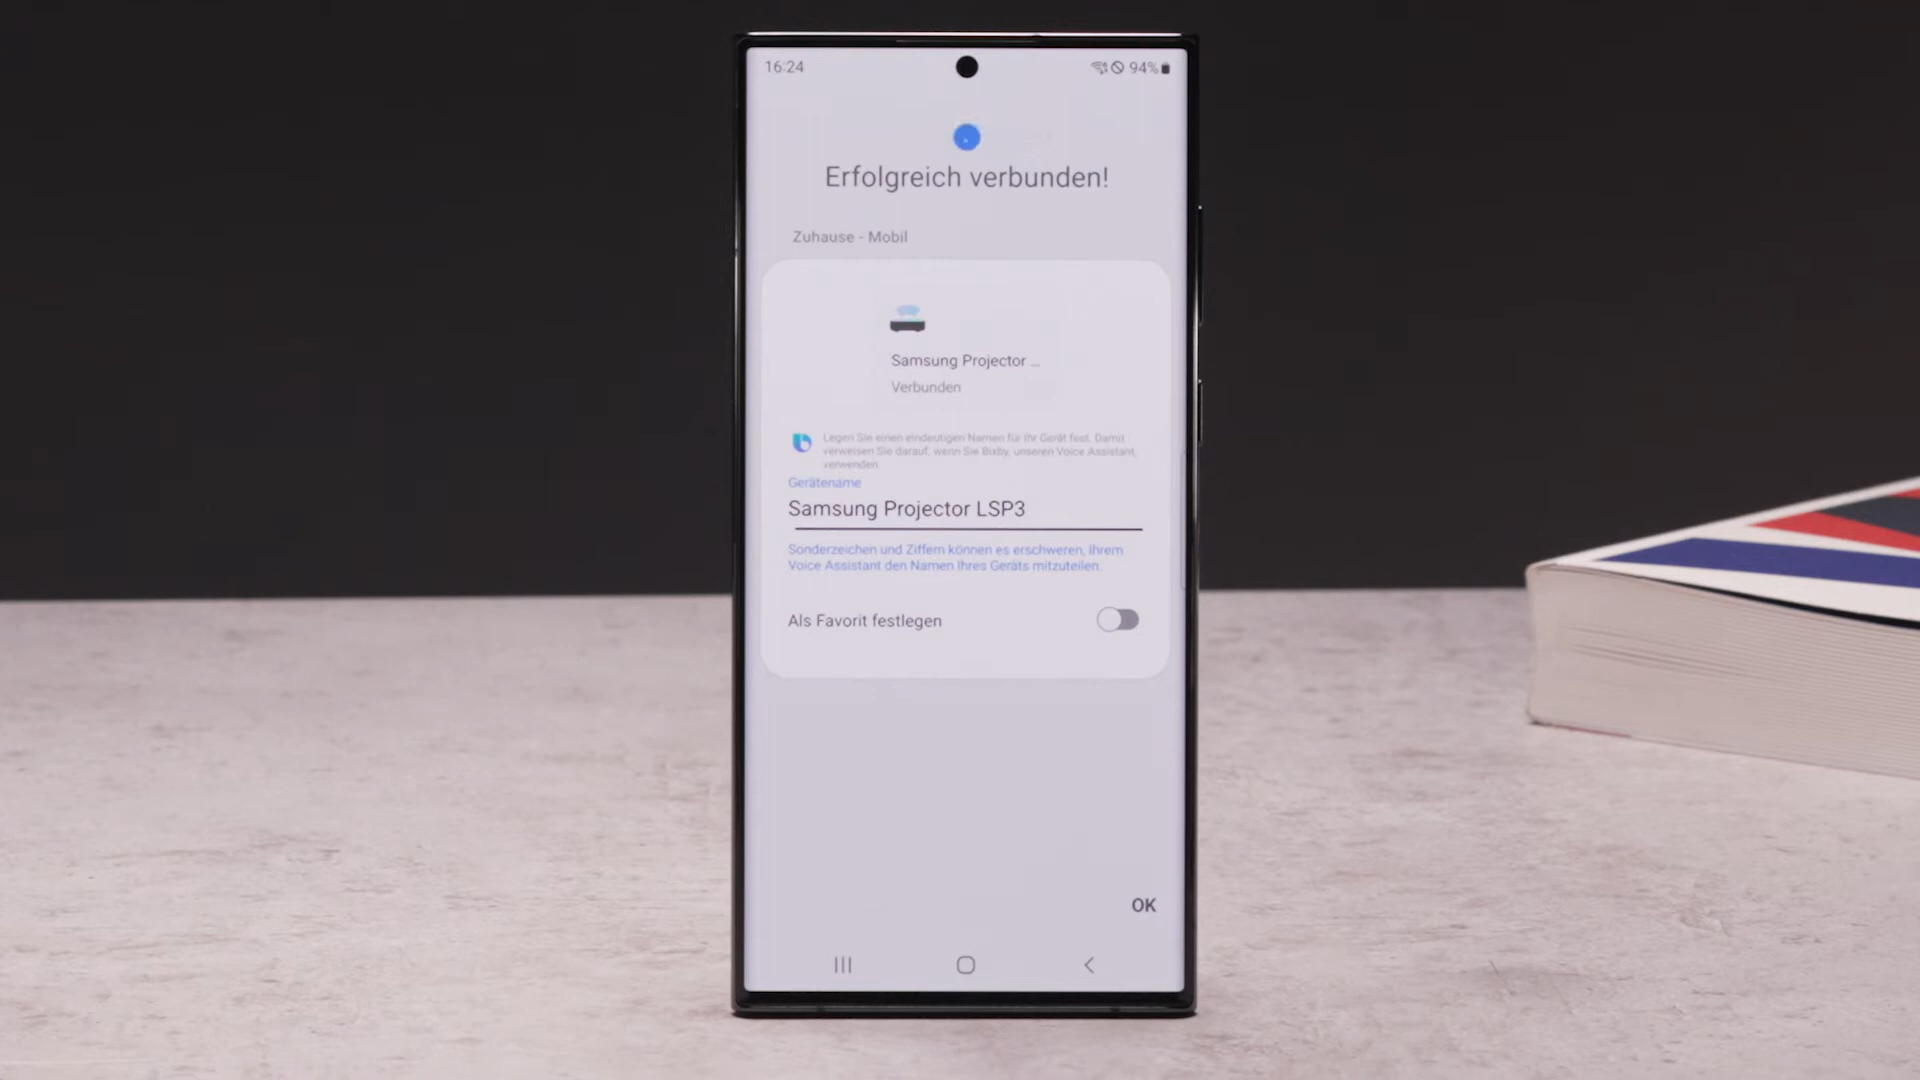 16:24
94%
Erfolgreich verbunden!
Zuhause - Mobil
Samsung Projector ...
Verbunden
Legen Sie einen eindeutigen Namen für Ihr Gerät fest. Damit
verweisen Sie darauf, wenn Sie Bixby, unseren Voice Assistant,
verwenden.
Gerätename
Samsung Projector LSP3
Sonderzeichen und Ziffern können es erschweren, Ihrem
Voice Assistant den Namen Ihres Geräts mitzuteilen.
Als Favorit festlegen
OK